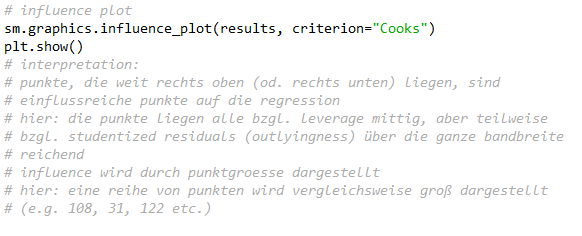 # influence plot
sm.graphics.influence_plot(results, criterion="Cooks")
plt.show()
# interpretation:
# punkte, die weit rechts oben (od. rechts unten) liegen, sind
# einflussreiche punkte auf die regression
# hier: die punkte liegen alle bzgl. leverage mittig, aber teilweise
# bzgl. studentized residuals (outlyingness) über die ganze bandbreite
# reichend
# influence wird durch punktgroesse dargestellt
# hier: eine reihe von punkten wird vergleichsweise groß dargestellt
# (e.g. 108, 31, 122 etc.)